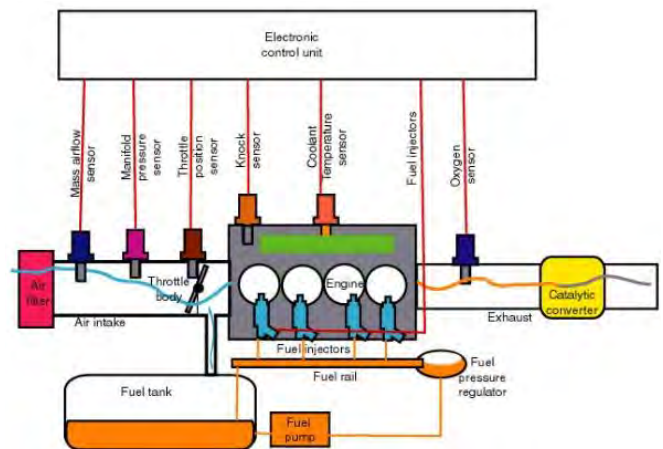 Electronic
control unit
Mass airflow
sensor
Manifold
pressure
sensor
Throttle
position
sensor
Knock
sensor
Coolant
temperature
sensor
Fuel injectors
Oxygen
sensor
Air
filter
Throttle
body
Air intake
Engine
Exhaust
Catalytic
converter
Fuel injectors
Fuel rail
Fuel
pressure
regulator
Fuel tank
Fuel
pump